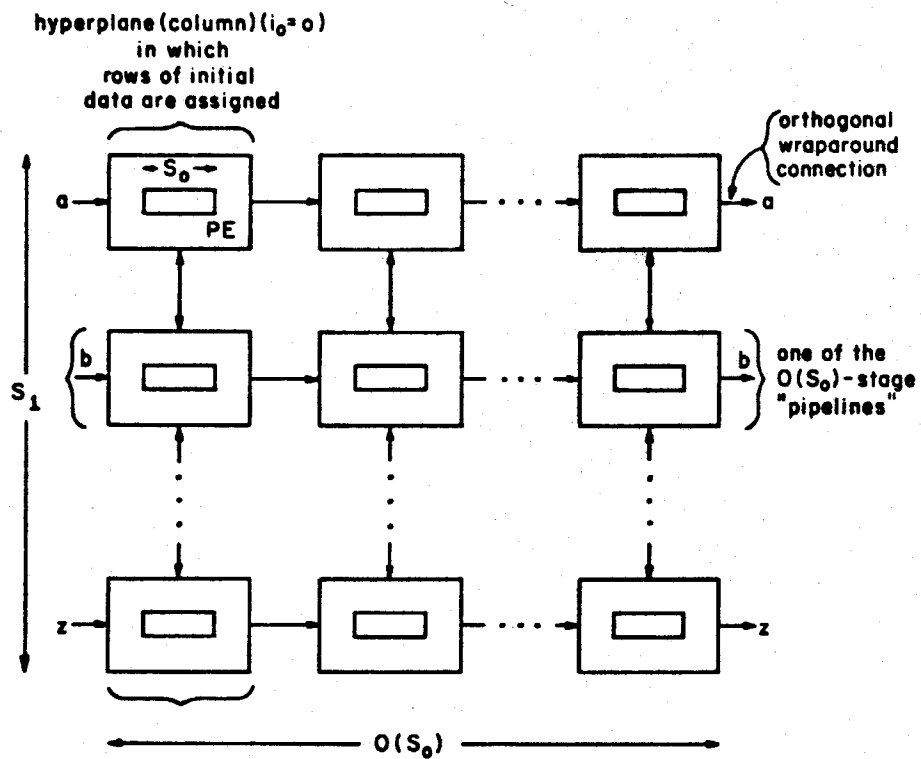 hyperplane (column) (i₀=0)
in which
rows of initial
data are assigned
orthogonal
wraparound
connection
S₀
a
PE
a
S₁
b
b
one of the
O(S₀)-stage
"pipelines"
z
z
O(S₀)